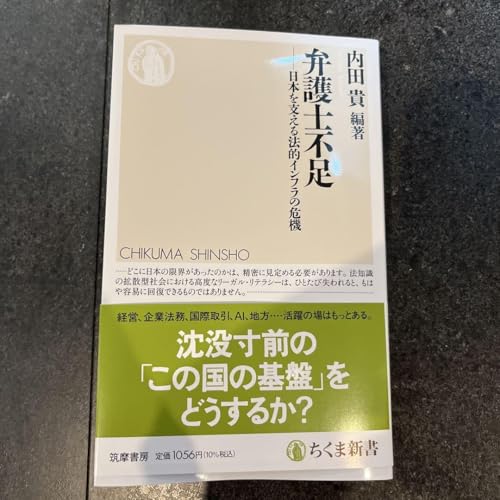 内田 貴 編著
弁護士不足
──日本を支える法的インフラの危機
CHIKUMA SHINSHO
──どこに日本の限界があったのかは、精密に見定める必要があります。法知識
の拡散型社会における高度なリーガル・リテラシーは、ひとたび失われると、もは
や容易に回復できるものではありません。
経営、企業法務、国際取引、AI、地方‥‥活躍の場はもっとある。
沈没寸前の
「この国の基盤」を
どうするか?
筑摩書房 定価1056円(10%税込)
ちくま新書